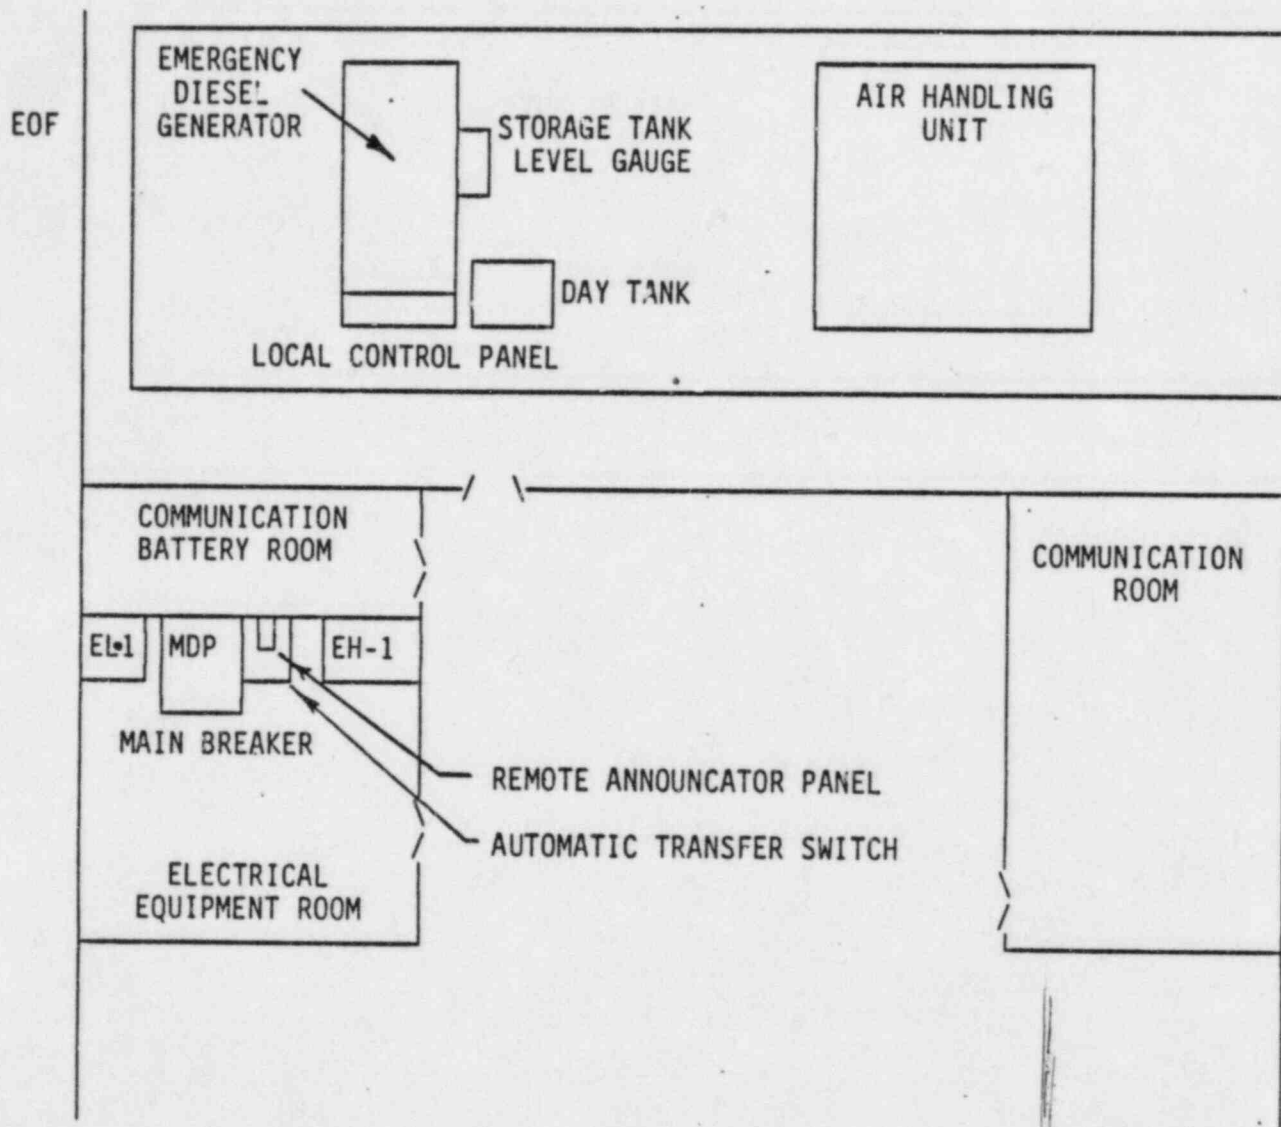 EOF
EMERGENCY
DIESEL
GENERATOR
STORAGE TANK
LEVEL GAUGE
AIR HANDLING
UNIT
DAY TANK
LOCAL CONTROL PANEL
COMMUNICATION
BATTERY ROOM
COMMUNICATION
ROOM
EL-1
MDP
EH-1
MAIN BREAKER
REMOTE ANNOUNCATOR PANEL
AUTOMATIC TRANSFER SWITCH
ELECTRICAL
EQUIPMENT ROOM